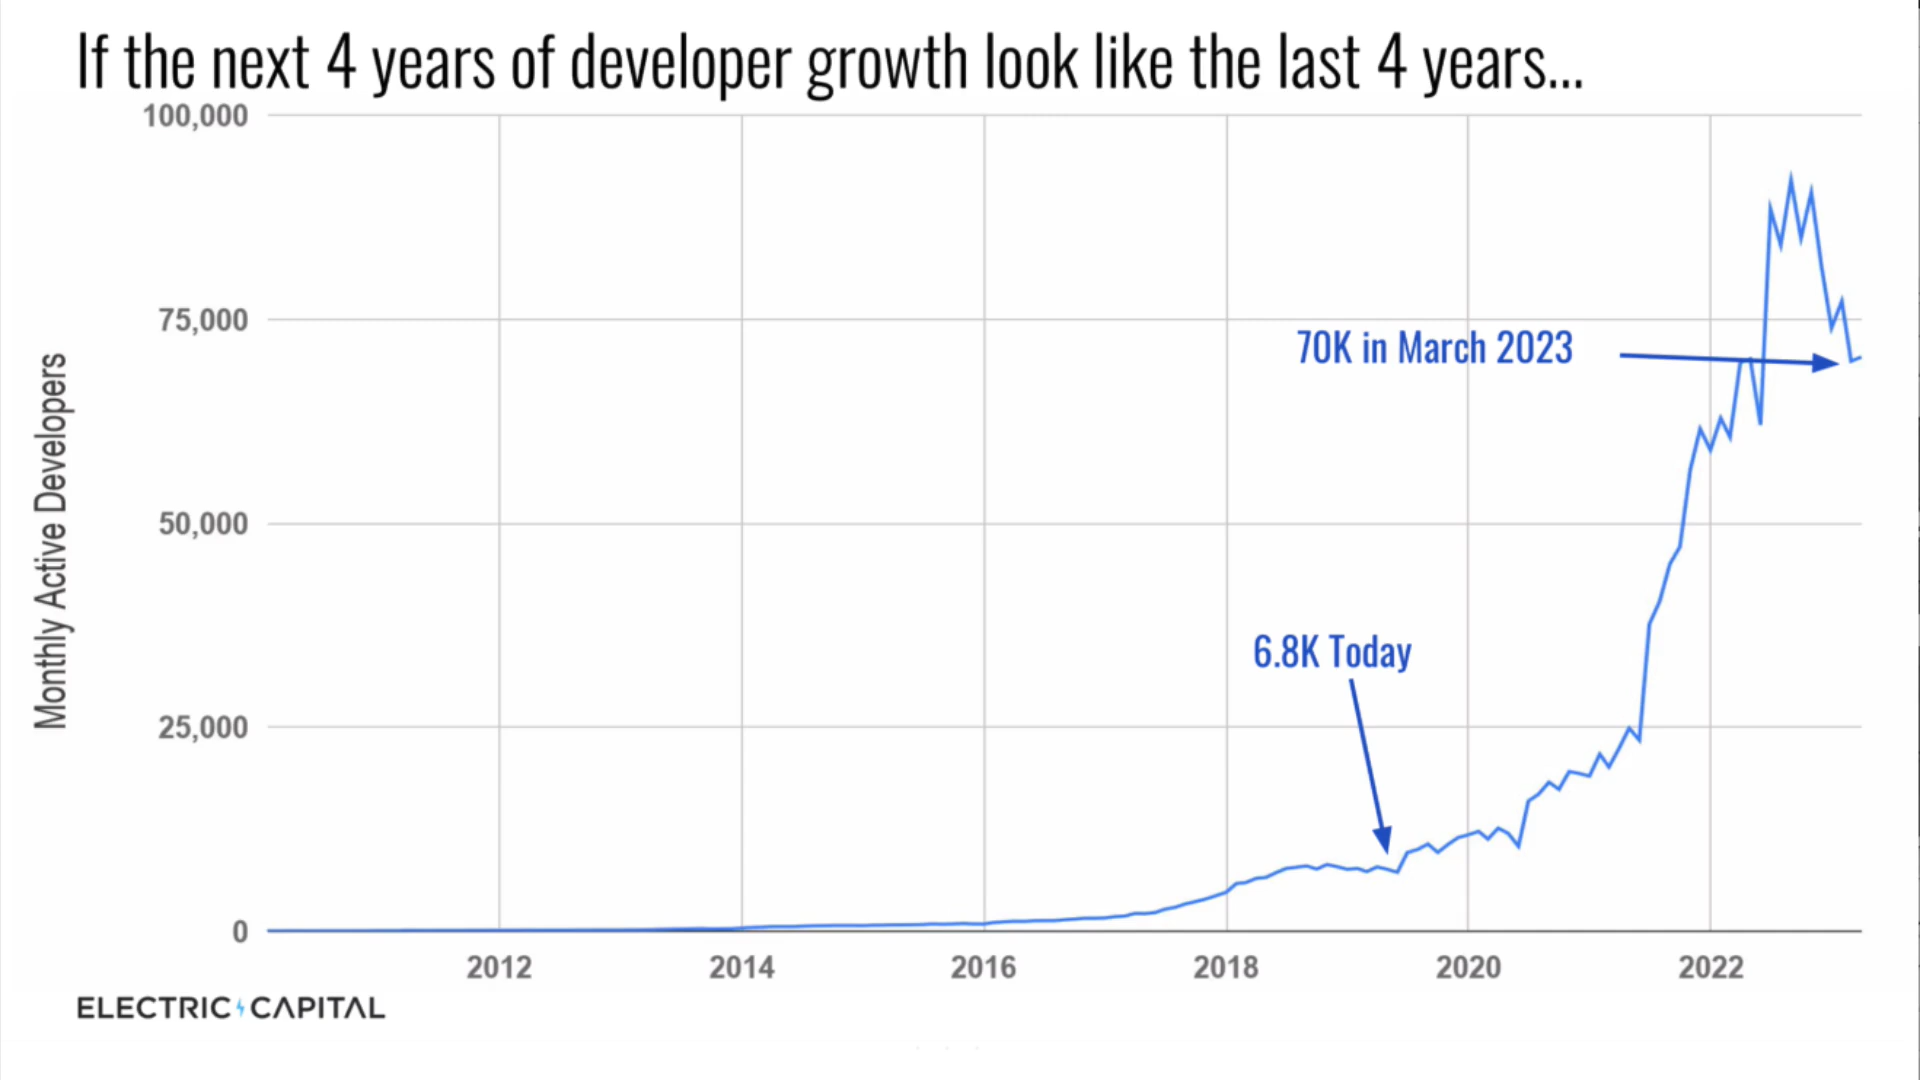 If the next 4 years of developer growth look like the last 4 years...
100,000
75,000
50,000
25,000
0
Monthly Active Developers
70K in March 2023
6.8K Today
2012
2014
2016
2018
2020
2022
ELECTRIC CAPITAL